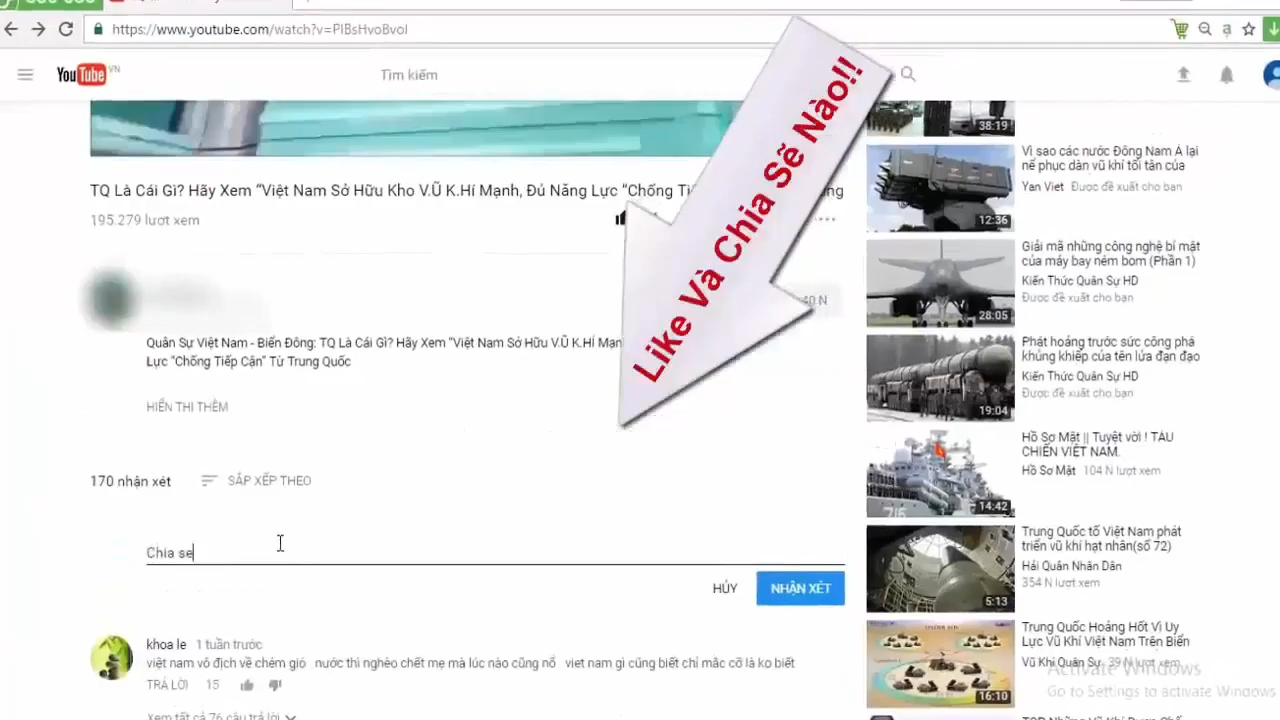 https://www.youtube.com/watch?v=PlBsHvoBvoI
YouTube VN
Tìm kiếm
Like Và Chia Sẽ Nào!!
TQ Là Cái Gì? Hãy Xem “Việt Nam Sở Hữu Kho V.Ũ K.Hí Mạnh, Đủ Năng Lực “Chống
195.279 lượt xem
Quân Sự Việt Nam - Biển Đông: TQ Là Cái Gì? Hãy Xem “Việt Nam Sở Hữu V.Ũ K.Hí
Lực “Chống Tiếp Cận” Từ Trung Quốc
HIỂN THỊ THÊM
170 nhận xét
SẮP XẾP THEO
Chia se
HỦY
NHẬN XÉT
khoa le 1 tuần trước
việt nam vô địch về chém gió nước thì nghèo chết mẹ mà lúc nào cũng nổ viet nam gì cũng biết chỉ mắc cỡ là ko biết
TRẢ LỜI 15
Xem tất cả 76 câu trả lời
38:19
Vì sao các nước Đông Nam Á lại
nể phục dàn vũ khí tối tân của
Yan Viet Được đề xuất cho bạn
12:36
Giải mã những công nghệ bí mật
của máy bay ném bom (Phần 1)
Kiến Thức Quân Sự HD
Được đề xuất cho bạn
28:05
Phát hoảng trước sức công phá
khủng khiếp của tên lửa đạn đạo
Kiến Thức Quân Sự HD
Được đề xuất cho bạn
19:04
Hồ Sơ Mật || Tuyệt vời ! TÀU
CHIẾN VIỆT NAM.
Hồ Sơ Mật 104 N lượt xem
14:42
Trung Quốc tố Việt Nam phát
triển vũ khí hạt nhân(số 72)
Hải Quân Nhân Dân
354 N lượt xem
5:13
Trung Quốc Hoảng Hốt Vì Uy
Lực Vũ Khí Việt Nam Trên Biển
Vũ Khí Quân Sự 39 N lượt xem
16:10
Activate Windows
Go to Settings to activate Windows